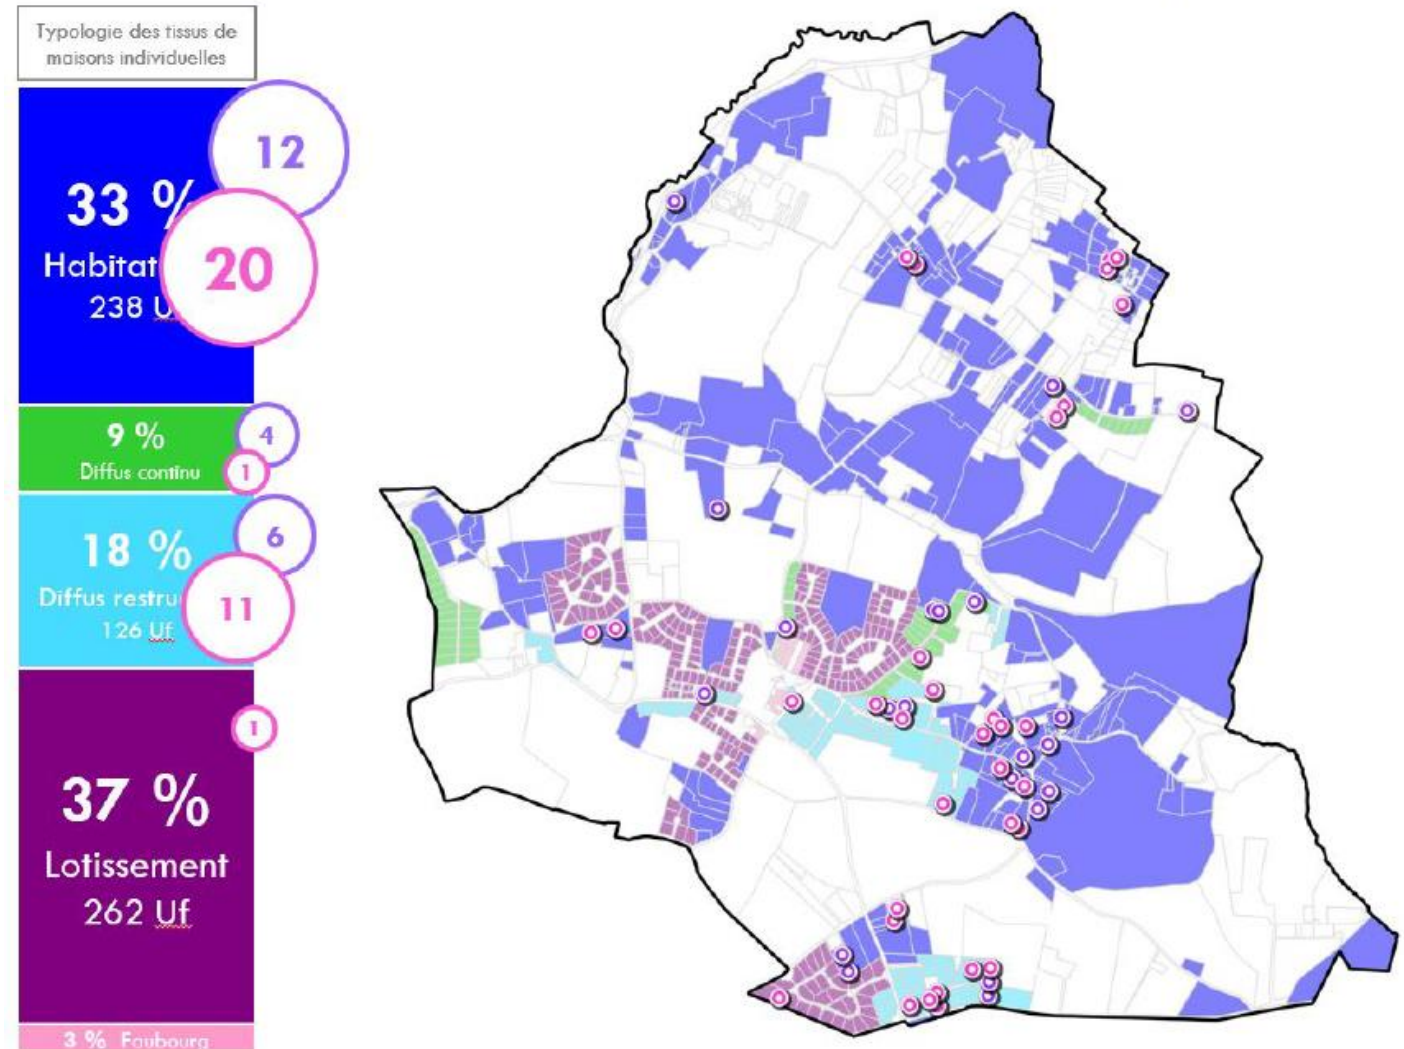 Typologie des tissus de
maisons individuelles
12
33 %
20
Habitat
238 U
9 %
4
Diffus continu
1
18 %
6
Diffus restru
11
126 Uf
1
37 %
Lotissement
262 Uf
3 % Faubourg